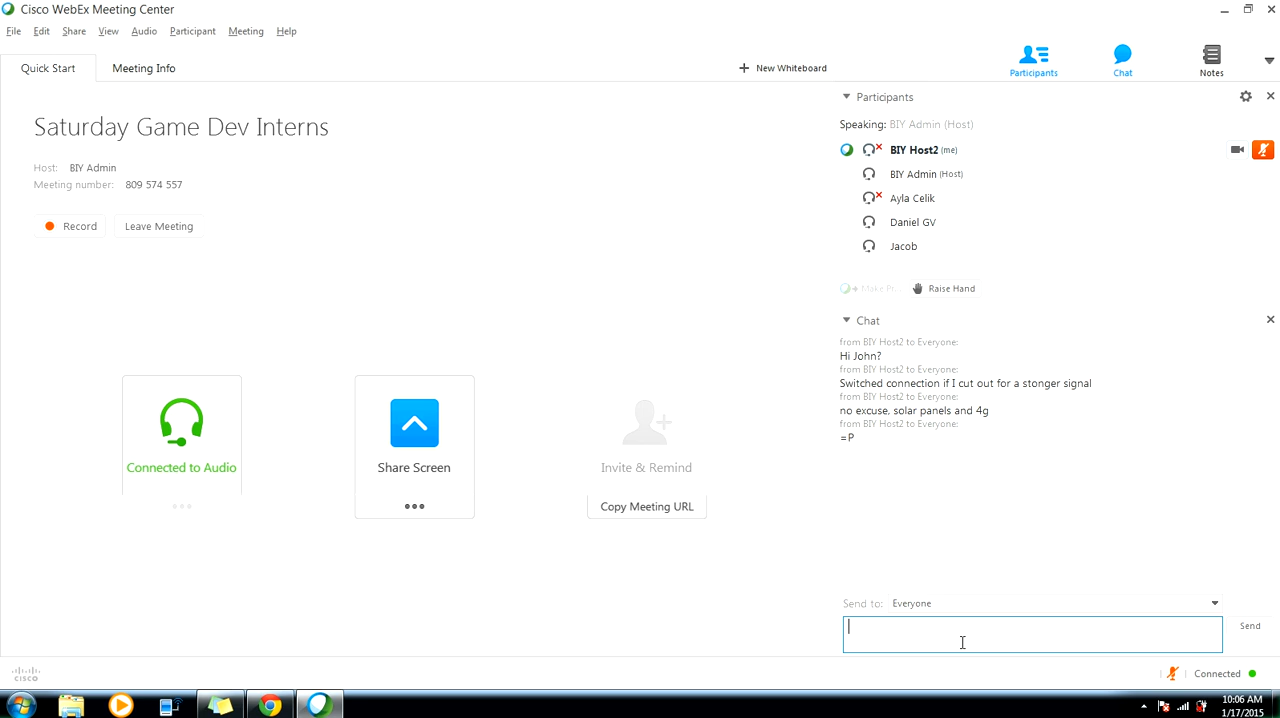 Cisco WebEx Meeting Center
File Edit Share View Audio Participant Meeting Help
Quick Start Meeting Info + New Whiteboard Participants Chat Notes
Participants
Saturday Game Dev Interns
Speaking: BIY Admin (Host)
BIY Host2 (me)
Host: BIY Admin
BIY Admin (Host)
Meeting number: 809 574 557
Ayla Celik
Record Leave Meeting
Daniel GV
Jacob
Raise Hand
Chat
from BIY Host2 to Everyone:
Hi John?
from BIY Host2 to Everyone:
Switched connection if I cut out for a stonger signal
from BIY Host2 to Everyone:
no excuse, solar panels and 4g
from BIY Host2 to Everyone:
=P
Connected to Audio Share Screen Invite & Remind
Copy Meeting URL
Send to: Everyone
Send
cisco
Connected
10:06 AM
1/17/2015